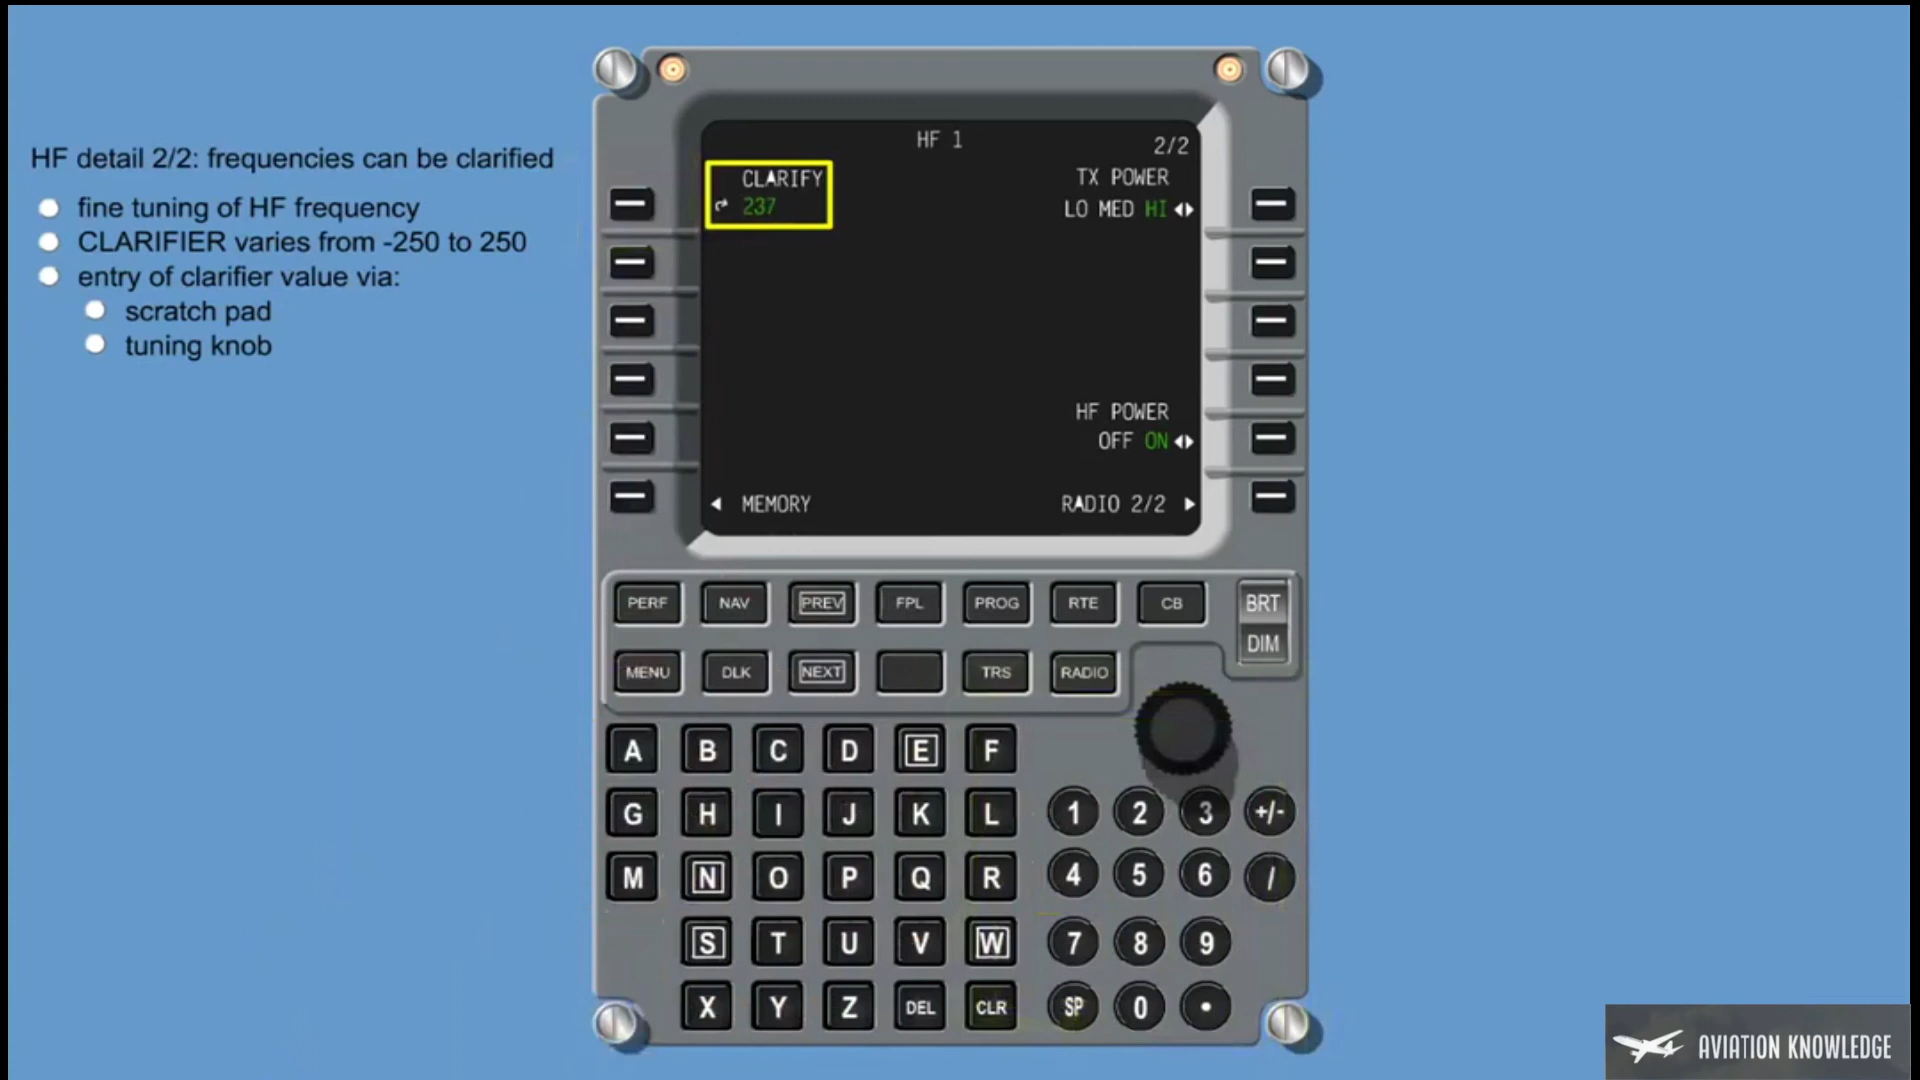 HF detail 2/2: frequencies can be clarified
fine tuning of HF frequency
CLARIFIER varies from -250 to 250
entry of clarifier value via:
scratch pad
tuning knob
HF 1
2/2
CLARIFY
237
TX POWER
LO MED HI
HF POWER
OFF ON
MEMORY
RADIO 2/2
PERF NAV PREV FPL PROG RTE CB BRT
DIM
MENU DLK NEXT TRS RADIO
A B C D E F
G H I J K L 1 2 3 +/-
M N O P Q R 4 5 6 /
S T U V W 7 8 9
X Y Z DEL CLR SP 0 •
AVIATION KNOWLEDGE